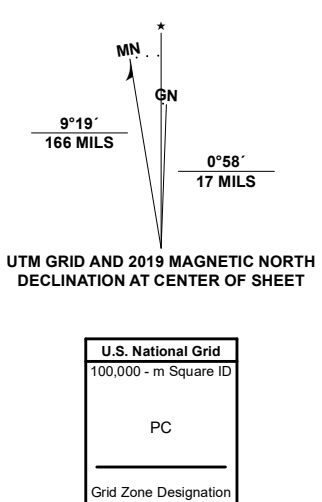 ★
MN
GN
9°19´
166 MILS
0°58´
17 MILS
UTM GRID AND 2019 MAGNETIC NORTH
DECLINATION AT CENTER OF SHEET
U.S. National Grid
100,000 - m Square ID
PC
Grid Zone Designation